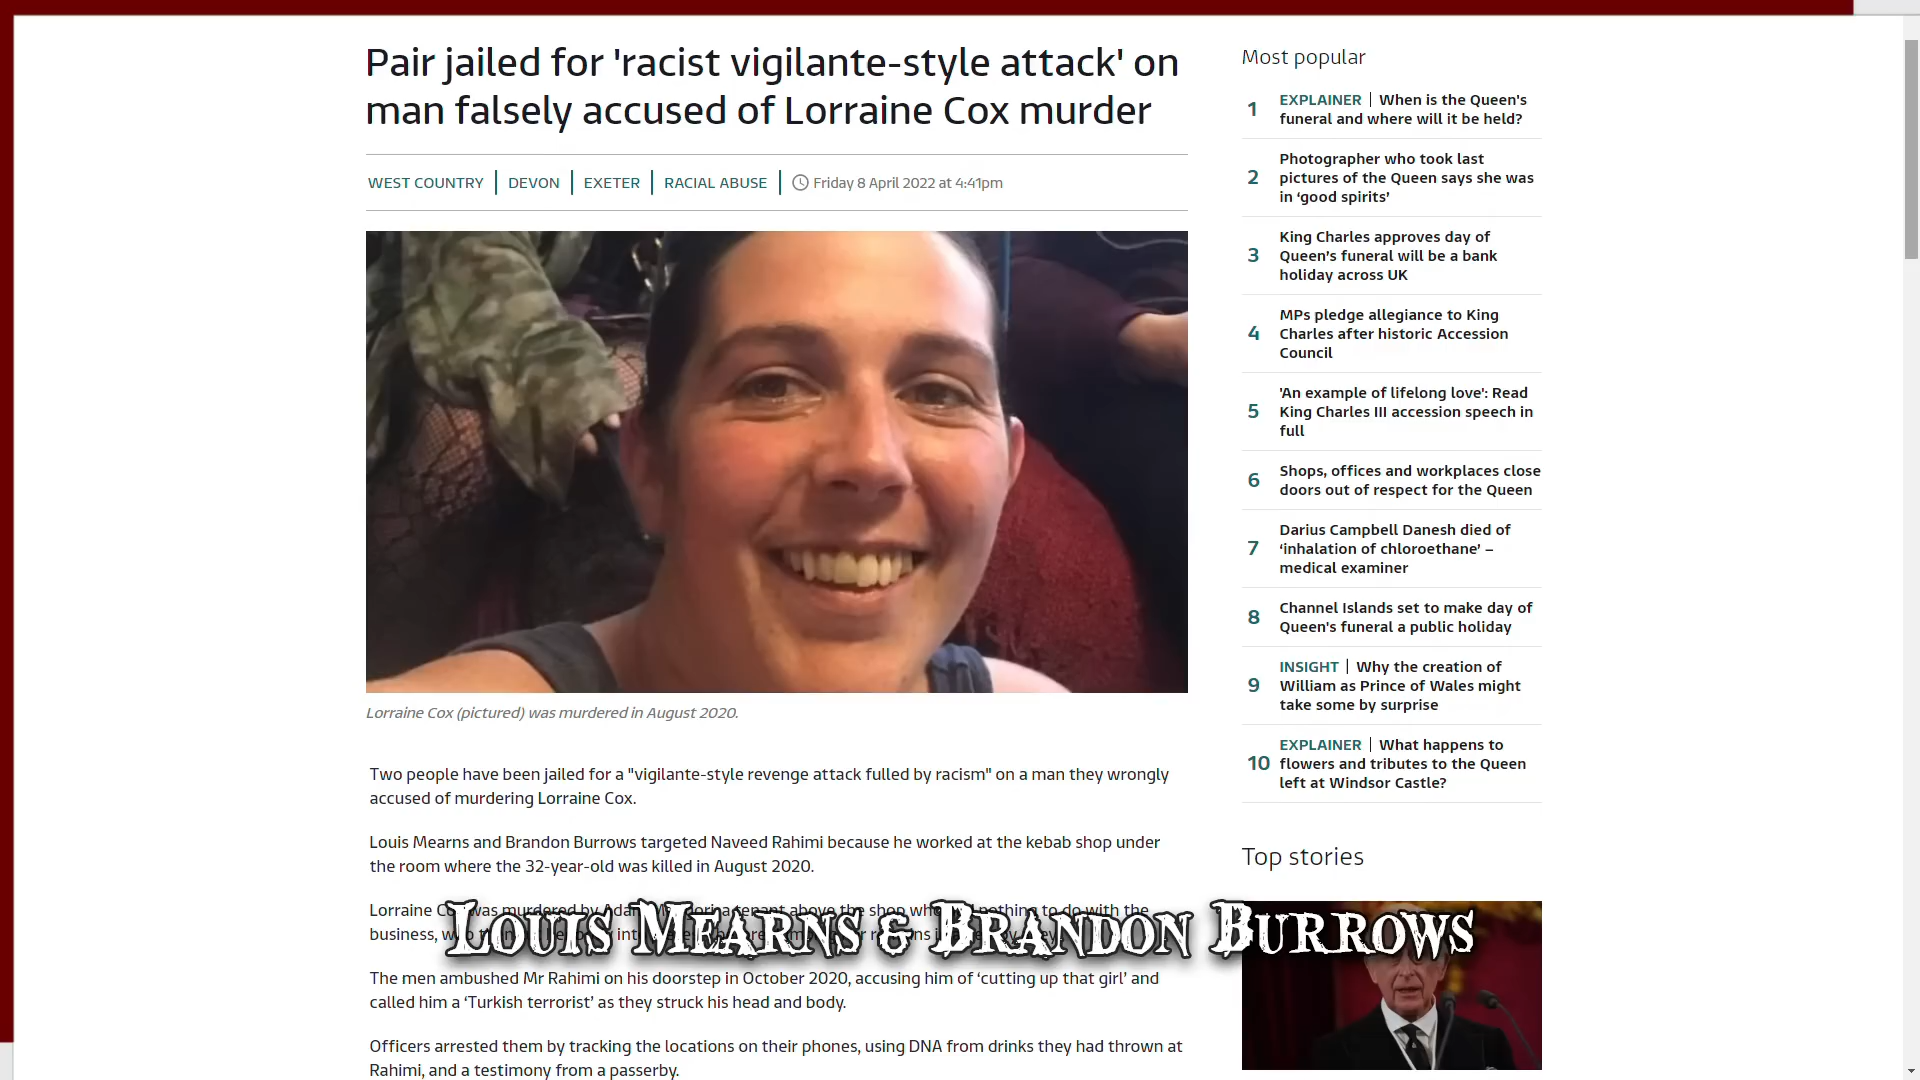 Pair jailed for 'racist vigilante-style attack' on
man falsely accused of Lorraine Cox murder
WEST COUNTRY | DEVON | EXETER | RACIAL ABUSE | Friday 8 April 2022 at 4:41pm
Lorraine Cox (pictured) was murdered in August 2020.
Two people have been jailed for a "vigilante-style revenge attack fulled by racism" on a man they wrongly
accused of murdering Lorraine Cox.
Louis Mearns and Brandon Burrows targeted Naveed Rahimi because he worked at the kebab shop under
the room where the 32-year-old was killed in August 2020.
Lorraine was murdered by a tenant above the shop nothing to do with the
business,
Louis Mearns & Brandon Burrows
The men ambushed Mr Rahimi on his doorstep in October 2020, accusing him of ‘cutting up that girl’ and
called him a ‘Turkish terrorist’ as they struck his head and body.
Officers arrested them by tracking the locations on their phones, using DNA from drinks they had thrown at
Rahimi, and a testimony from a passerby.
Most popular
1
EXPLAINER | When is the Queen's
funeral and where will it be held?
2
Photographer who took last
pictures of the Queen says she was
in ‘good spirits’
3
King Charles approves day of
Queen’s funeral will be a bank
holiday across UK
4
MPs pledge allegiance to King
Charles after historic Accession
Council
5
'An example of lifelong love': Read
King Charles III accession speech in
full
6
Shops, offices and workplaces close
doors out of respect for the Queen
7
Darius Campbell Danesh died of
‘inhalation of chloroethane’ –
medical examiner
8
Channel Islands set to make day of
Queen's funeral a public holiday
9
INSIGHT | Why the creation of
William as Prince of Wales might
take some by surprise
10
EXPLAINER | What happens to
flowers and tributes to the Queen
left at Windsor Castle?
Top stories